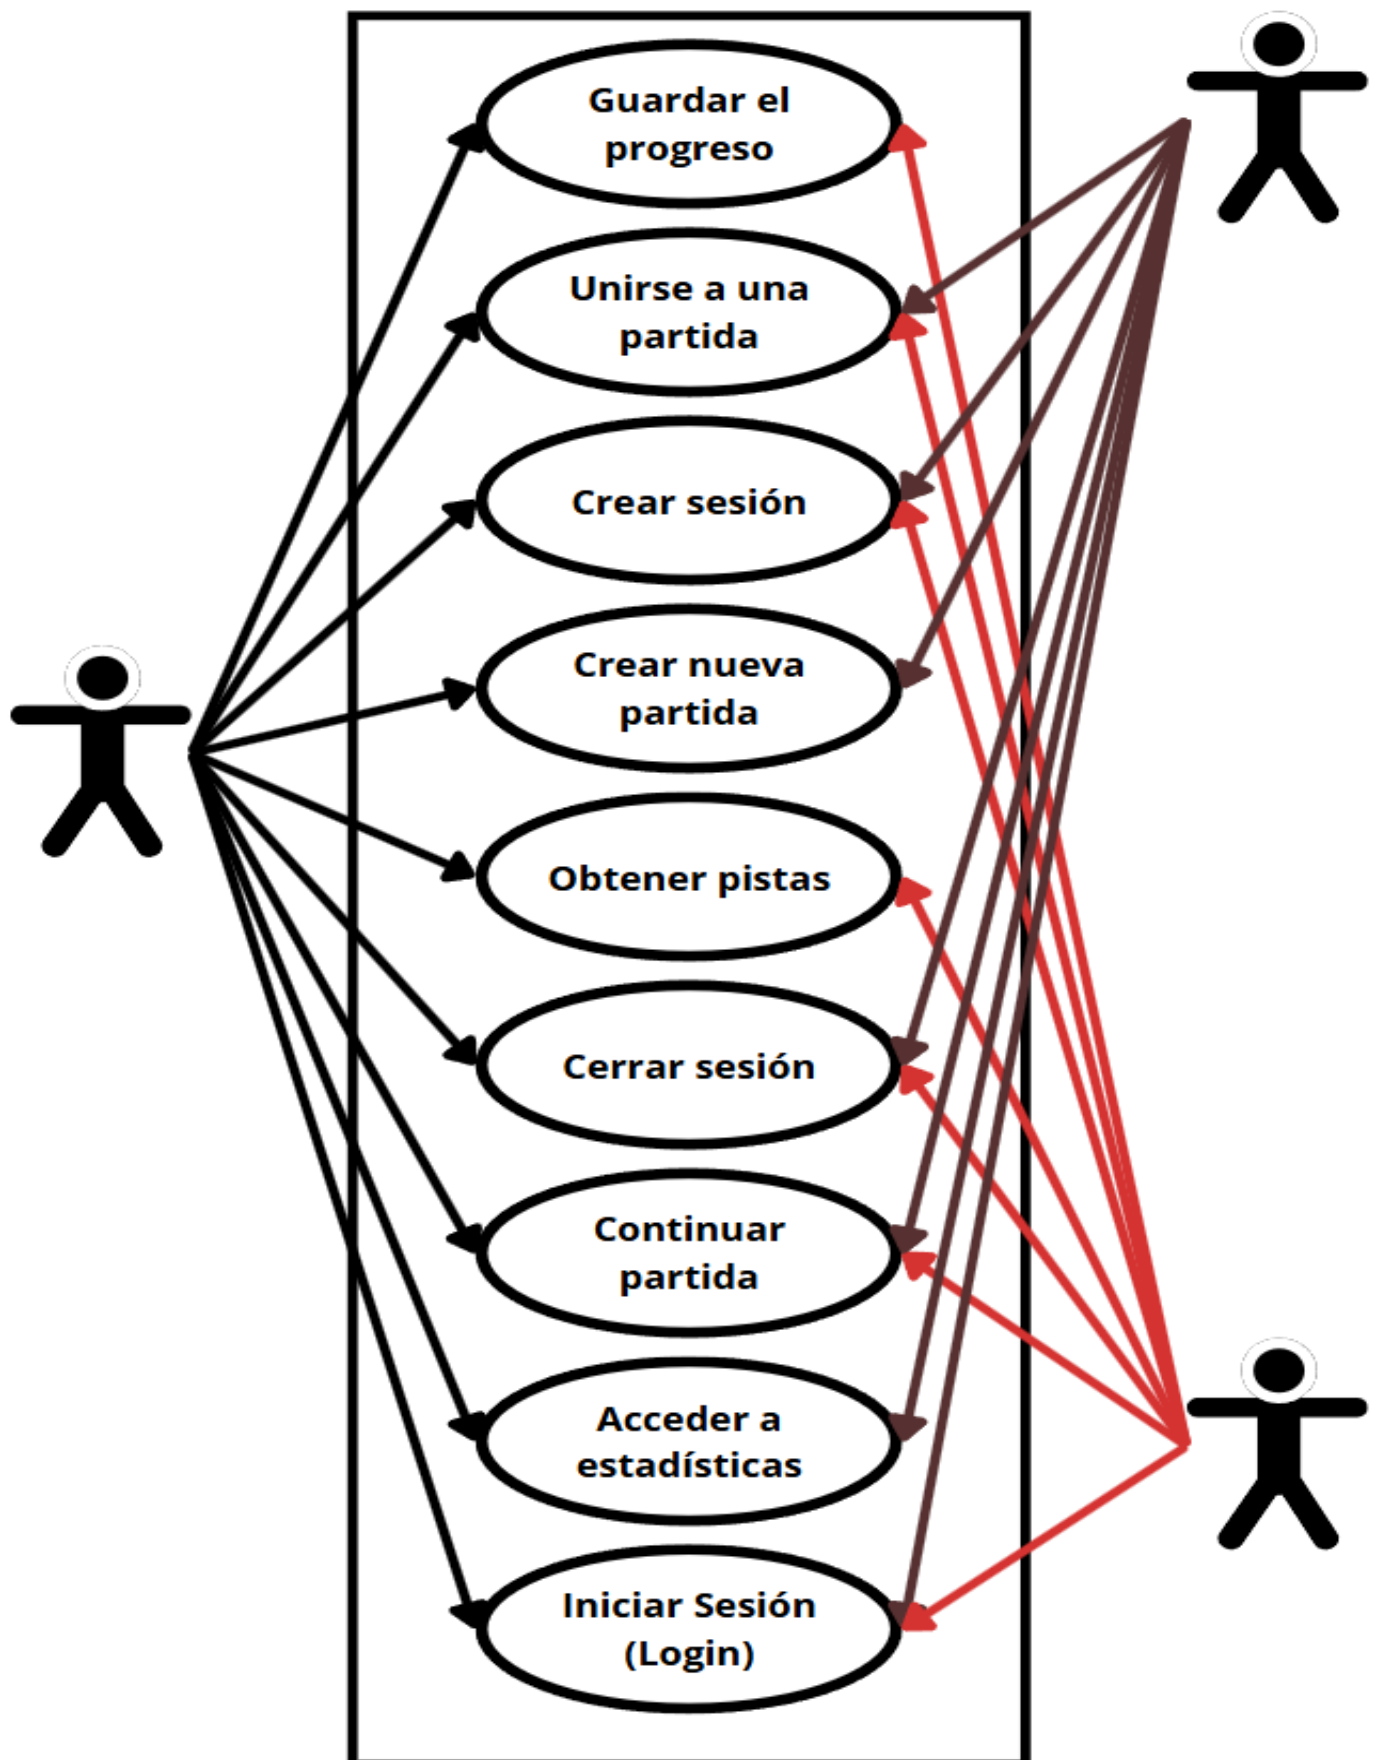 Guardar el
progreso
Unirse a una
partida
Crear sesión
Crear nueva
partida
Obtener pistas
Cerrar sesión
Continuar
partida
Acceder a
estadísticas
Iniciar Sesión
(Login)